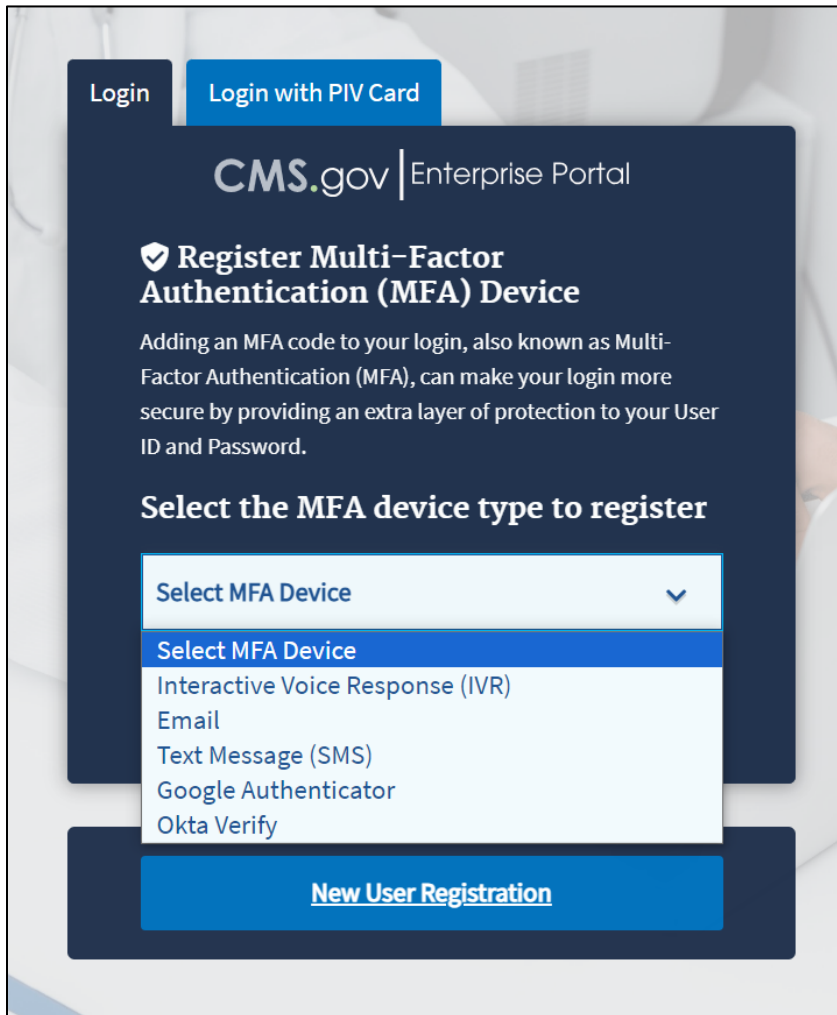 Login
Login with PIV Card
CMS.gov Enterprise Portal
Register Multi-Factor
Authentication (MFA) Device
Adding an MFA code to your login, also known as Multi-
Factor Authentication (MFA), can make your login more
secure by providing an extra layer of protection to your User
ID and Password.
Select the MFA device type to register
Select MFA Device
Select MFA Device
Interactive Voice Response (IVR)
Email
Text Message (SMS)
Google Authenticator
Okta Verify
New User Registration